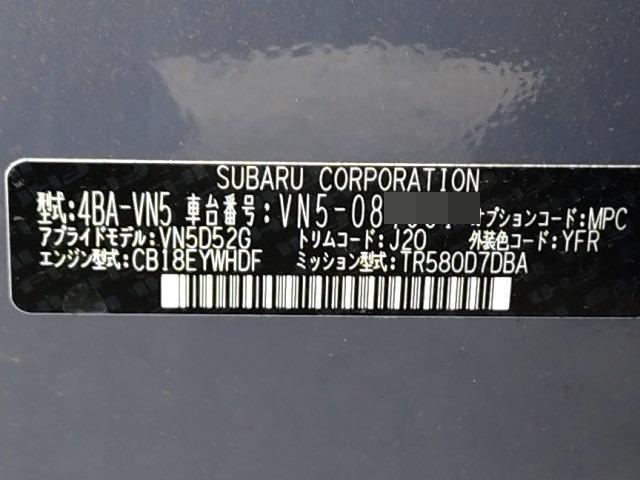 SUBARU CORPORATION
型式:4BA-VN5 車台番号:VN5-08 オプションコード:MPC
アプライドモデル:VN5D52G トリムコード:J20 外装色コード:YFR
エンジン型式:CB18EYWHDF ミッション型式:TR580D7DBA